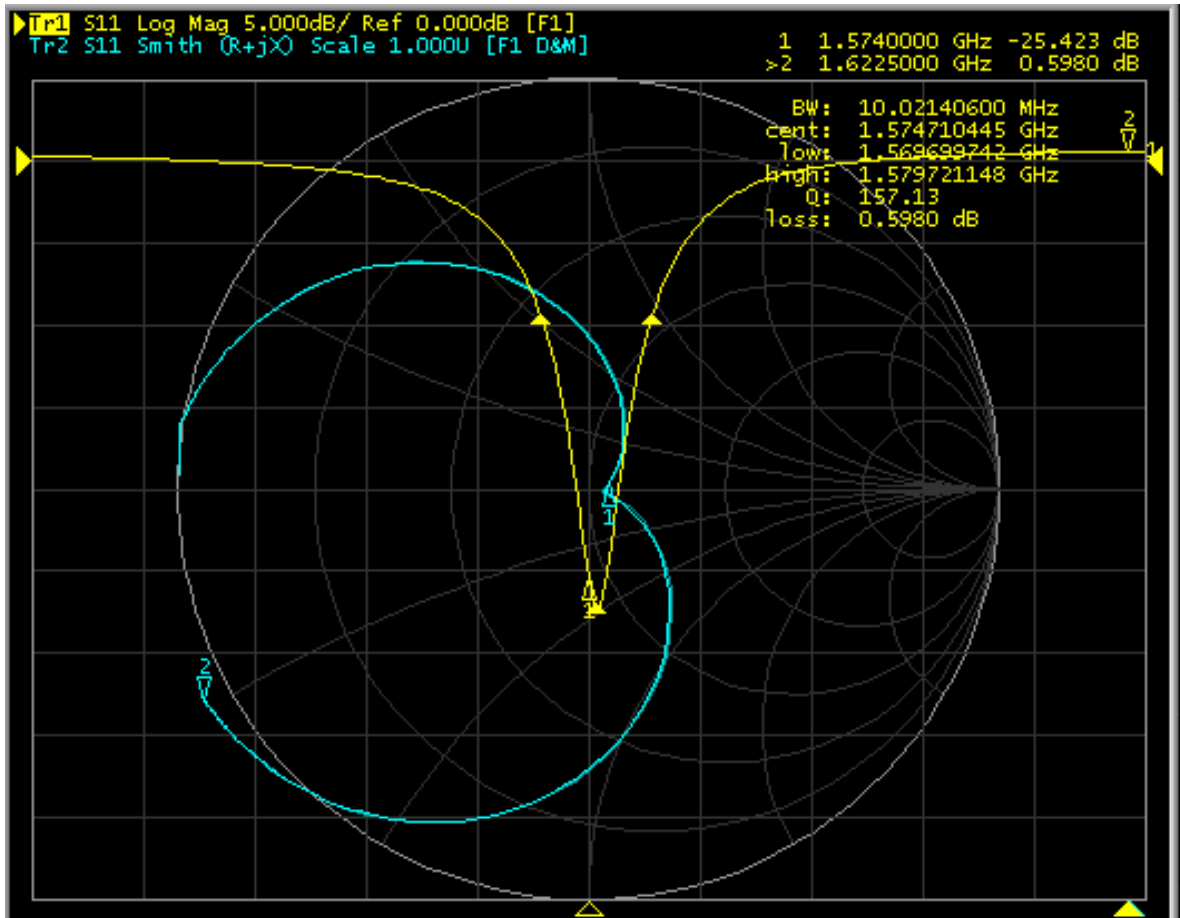 Tr1 S11 Log Mag 5.000dB/ Ref 0.000dB [F1]
Tr2 S11 Smith (R+jX) Scale 1.000U [F1 D&M]
1 1.5740000 GHz -25.423 dB
>2 1.6225000 GHz 0.5980 dB
BW: 10.02140600 MHz
cent: 1.574710445 GHz
low: 1.569699742 GHz
high: 1.579721148 GHz
Q: 157.13
loss: 0.5980 dB
2
1
1
1
2